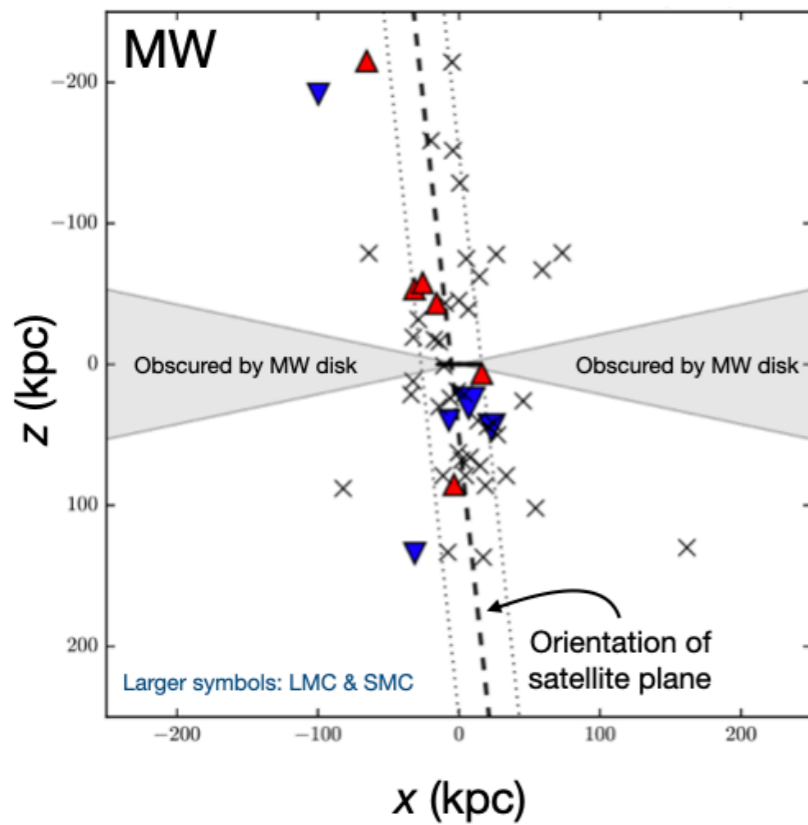 MW
−200
−100
0
100
200
z (kpc)
Obscured by MW disk
Obscured by MW disk
Orientation of
satellite plane
Larger symbols: LMC & SMC
−200
−100
0
100
200
x (kpc)